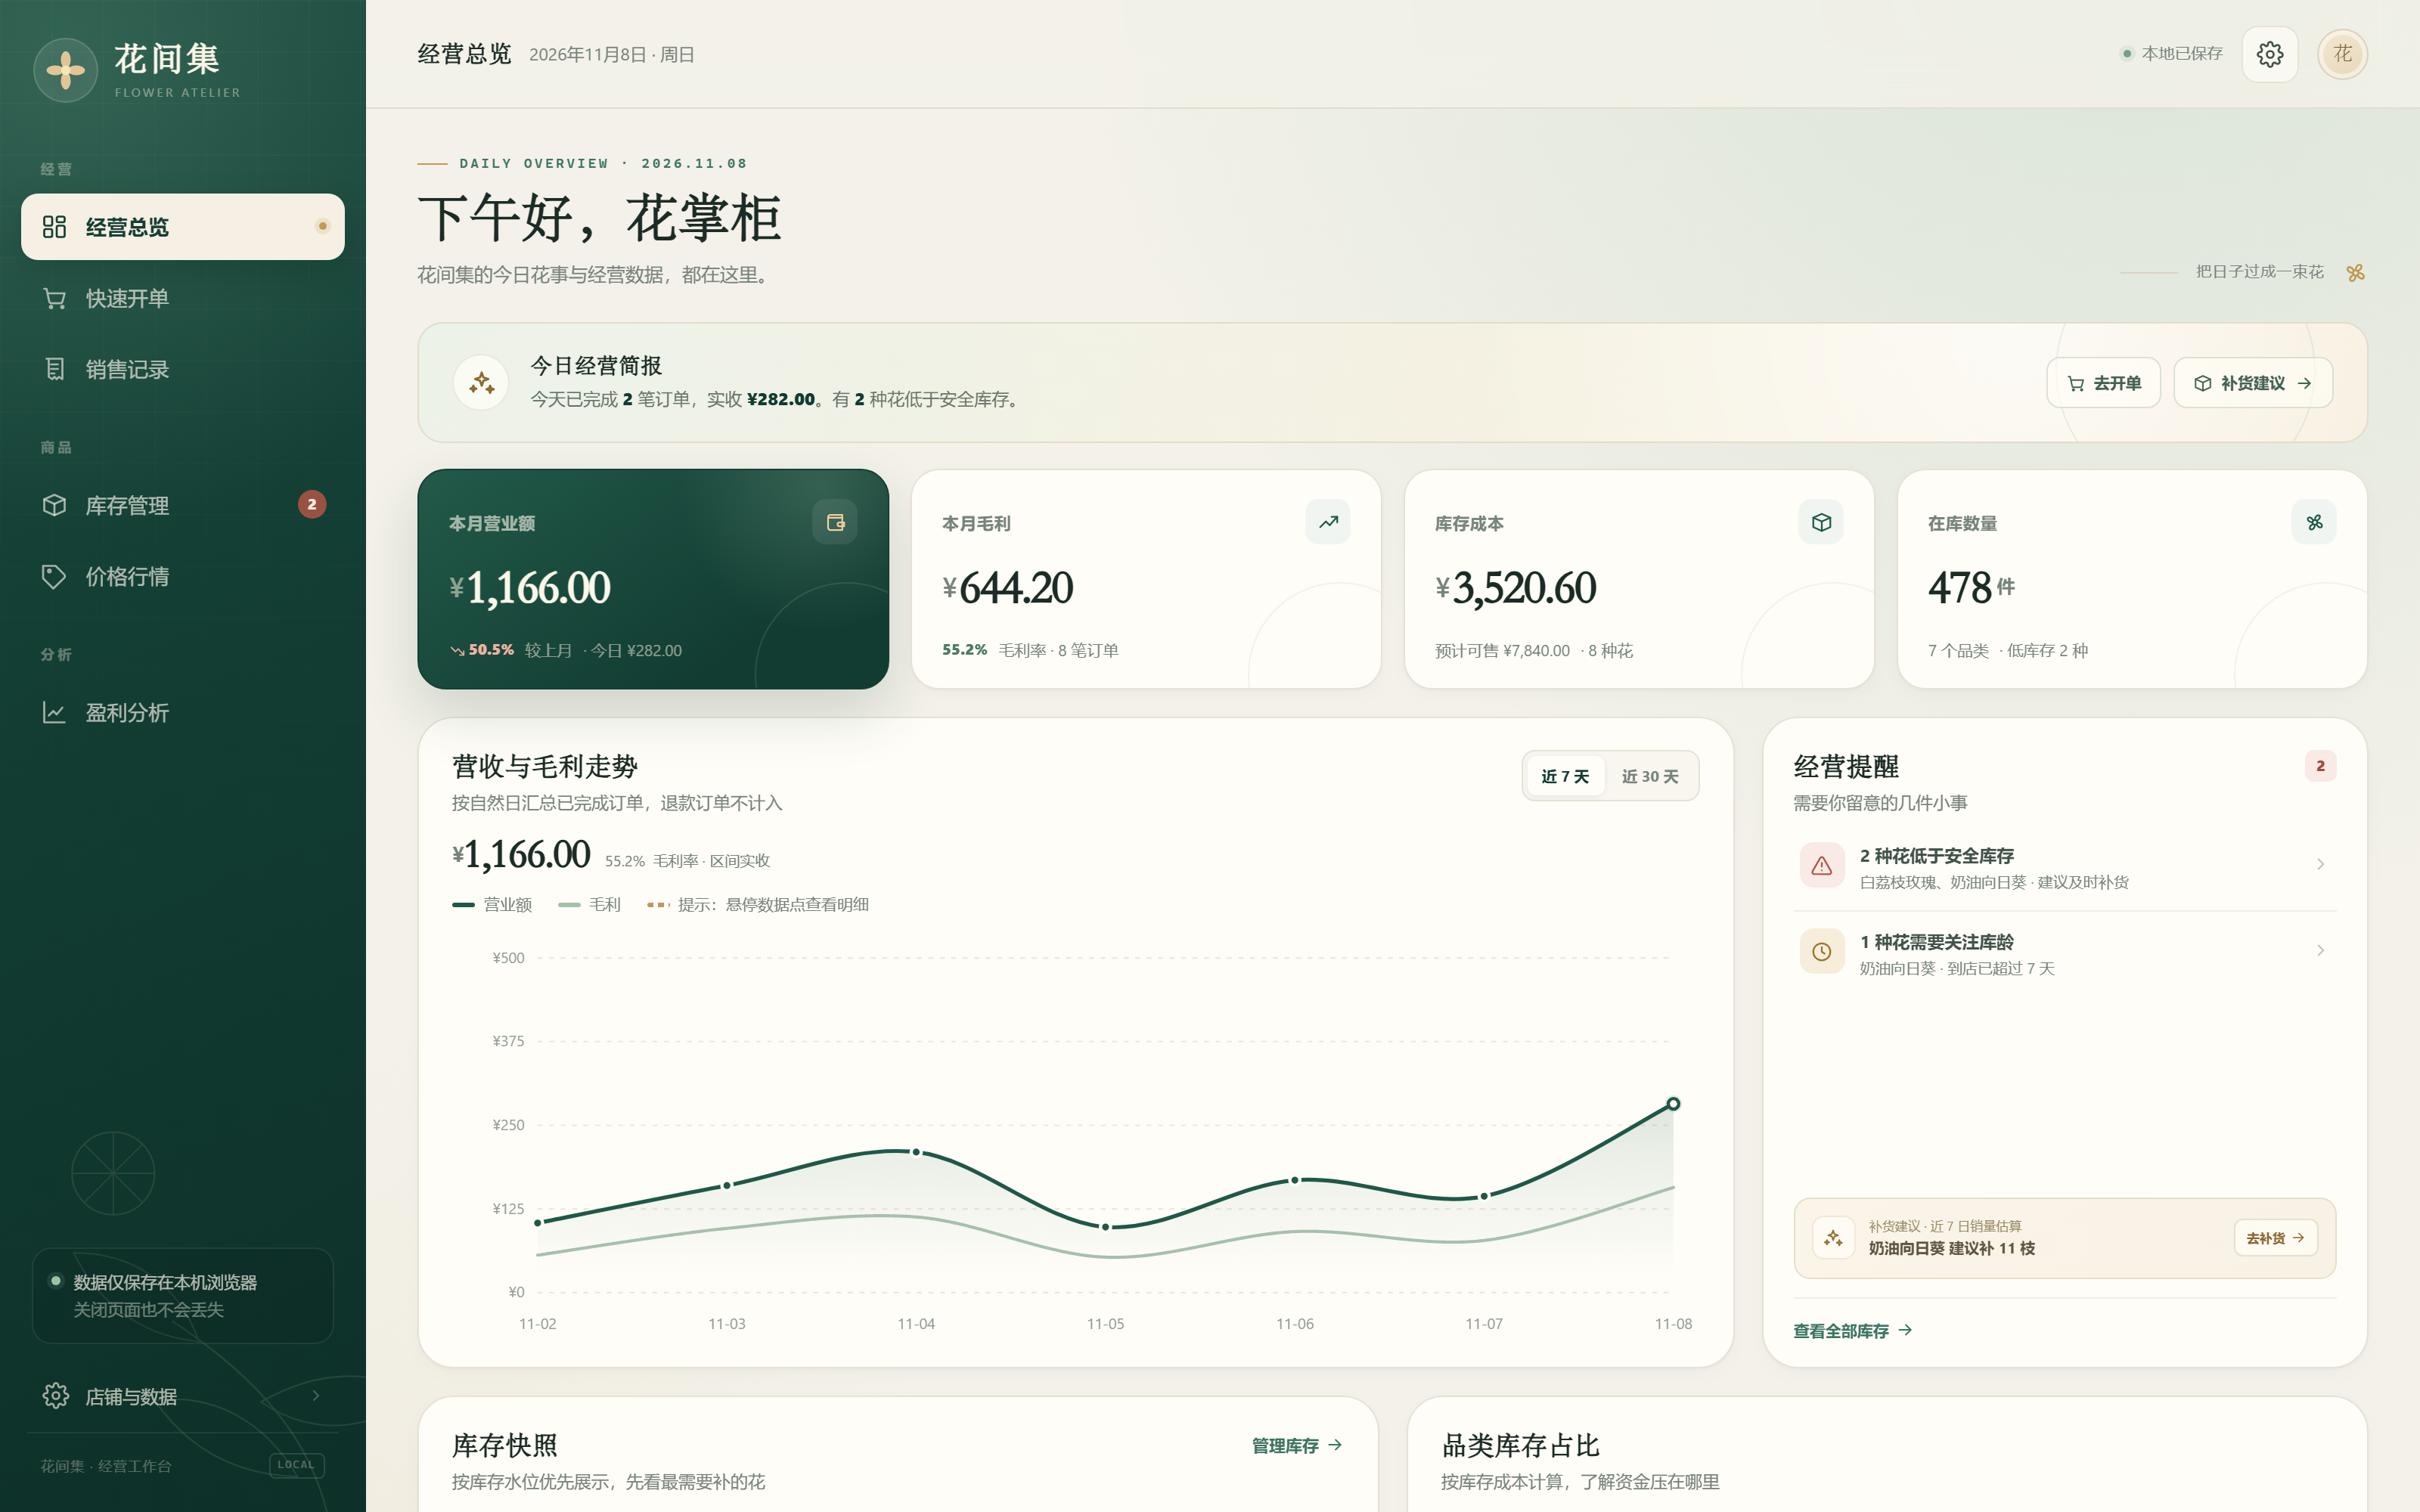 花间集
FLOWER ATELIER
经营
经营总览
快速开单
销售记录
商品
库存管理
2
价格行情
分析
盈利分析
数据仅保存在本机浏览器
关闭页面也不会丢失
店铺与数据
花间集 · 经营工作台
LOCAL
经营总览
2026年11月8日 · 周日
本地已保存
花
DAILY OVERVIEW · 2026.11.08
下午好，花掌柜
花间集的今日花事与经营数据，都在这里。
把日子过成一束花
今日经营简报
今天已完成 2 笔订单，实收 ¥282.00。有 2 种花低于安全库存。
去开单
补货建议
本月营业额
¥1,166.00
50.5% 较上月 · 今日 ¥282.00
本月毛利
¥644.20
55.2% 毛利率 · 8 笔订单
库存成本
¥3,520.60
预计可售 ¥7,840.00 · 8 种花
在库数量
478件
7 个品类 · 低库存 2 种
营收与毛利走势
按自然日汇总已完成订单，退款订单不计入
近 7 天
近 30 天
¥1,166.00
55.2% 毛利率 · 区间实收
营业额
毛利
提示：悬停数据点查看明细
¥500
¥375
¥250
¥125
¥0
11-02
11-03
11-04
11-05
11-06
11-07
11-08
经营提醒
2
需要你留意的几件小事
2 种花低于安全库存
白荔枝玫瑰、奶油向日葵 · 建议及时补货
1 种花需要关注库龄
奶油向日葵 · 到店已超过 7 天
补货建议 · 近 7 日销量估算
奶油向日葵 建议补 11 枝
去补货
查看全部库存
库存快照
按库存水位优先展示，先看最需要补的花
管理库存
品类库存占比
按库存成本计算，了解资金压在哪里